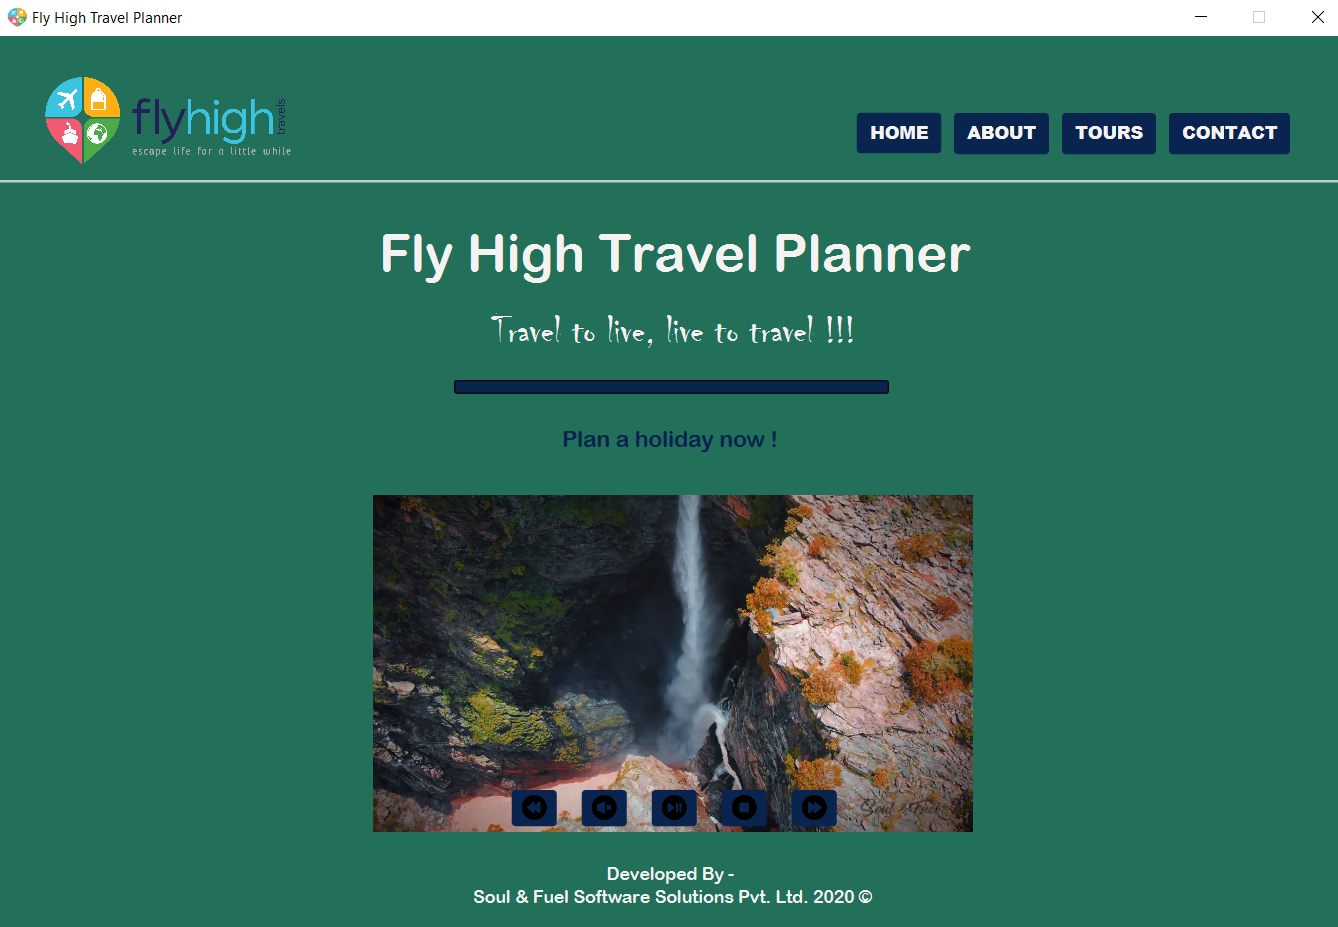 Fly High Travel Planner
flyhigh travels
escape life for a little while
HOME ABOUT TOURS CONTACT
Fly High Travel Planner
Travel to live, live to travel !!!
Plan a holiday now !
Developed By -
Soul & Fuel Software Solutions Pvt. Ltd. 2020 ©